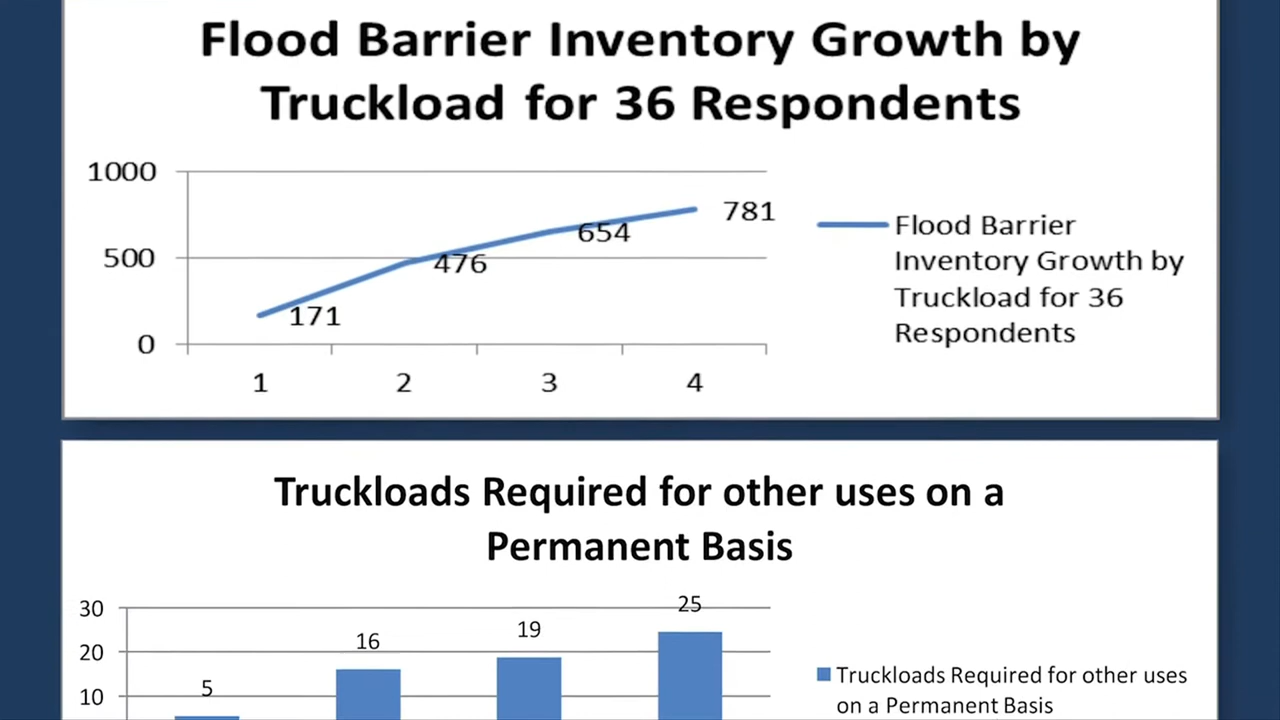 Flood Barrier Inventory Growth by
Truckload for 36 Respondents
1000
500
0
171
476
654
781
1
2
3
4
Flood Barrier
Inventory Growth by
Truckload for 36
Respondents
Truckloads Required for other uses on a
Permanent Basis
30
20
10
5
16
19
25
Truckloads Required for other uses
on a Permanent Basis